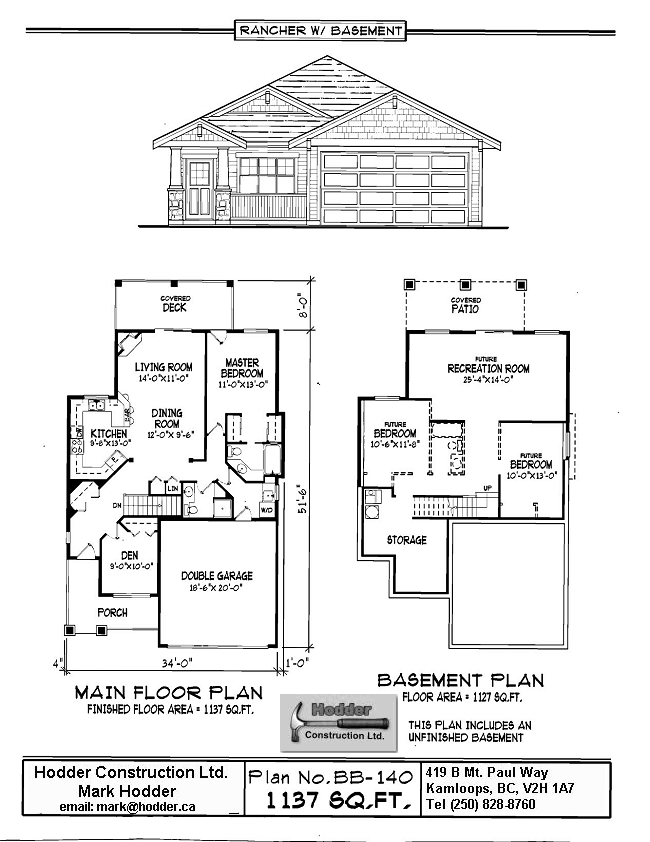 RANCHER W/ BASEMENT
COVERED
DECK
8'-0"
LIVING ROOM
14'-0"X11'-0"
MASTER
BEDROOM
11'-0"X13'-0"
DINING
ROOM
12'-0"X 9'-6"
KITCHEN
9'-6"X13'-0"
LIN
DN
W/D
51'-6"
DEN
9'-0"X10'-0"
DOUBLE GARAGE
18'-6"X 20'-0"
PORCH
4"
34'-0"
1'-0"
MAIN FLOOR PLAN
FINISHED FLOOR AREA = 1137 SQ.FT.
COVERED
PATIO
FUTURE
RECREATION ROOM
25'-4"X14'-0"
FUTURE
BEDROOM
10'-6"X11'-8"
FUTURE
BEDROOM
10'-0"X13'-0"
UP
STORAGE
BASEMENT PLAN
FLOOR AREA = 1127 SQ.FT.
Hodder
Construction Ltd.
THIS PLAN INCLUDES AN
UNFINISHED BASEMENT
Hodder Construction Ltd.
Mark Hodder
email: mark@hodder.ca
Plan No. BB-140
1137 SQ.FT.
419 B Mt. Paul Way
Kamloops, BC, V2H 1A7
Tel (250) 828-8760